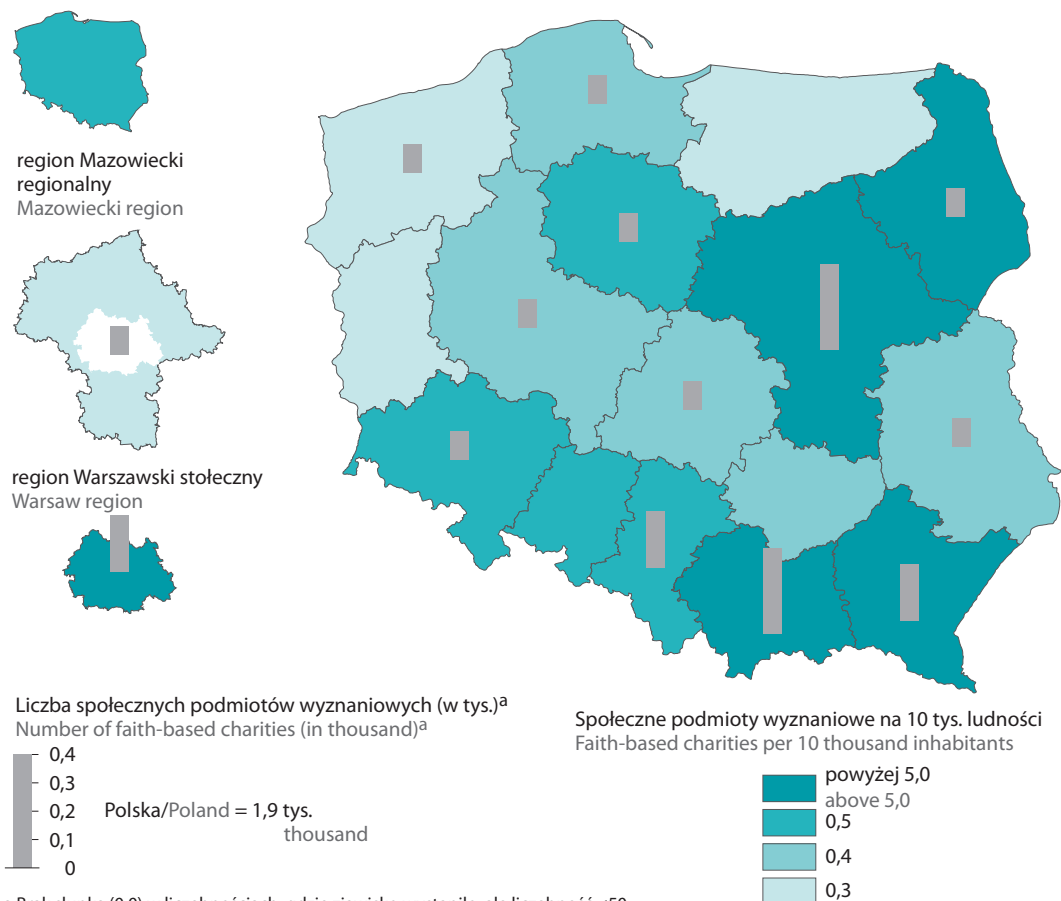 region Mazowiecki
regionalny
Mazowiecki region
region Warszawski stołeczny
Warsaw region
Liczba społecznych podmiotów wyznaniowych (w tys.)a
Number of faith-based charities (in thousand)a
0,4
0,3
0,2
0,1
0
Polska/Poland = 1,9 tys.
thousand
Społeczne podmioty wyznaniowe na 10 tys. ludności
Faith-based charities per 10 thousand inhabitants
powyżej 5,0
above 5,0
0,5
0,4
0,3